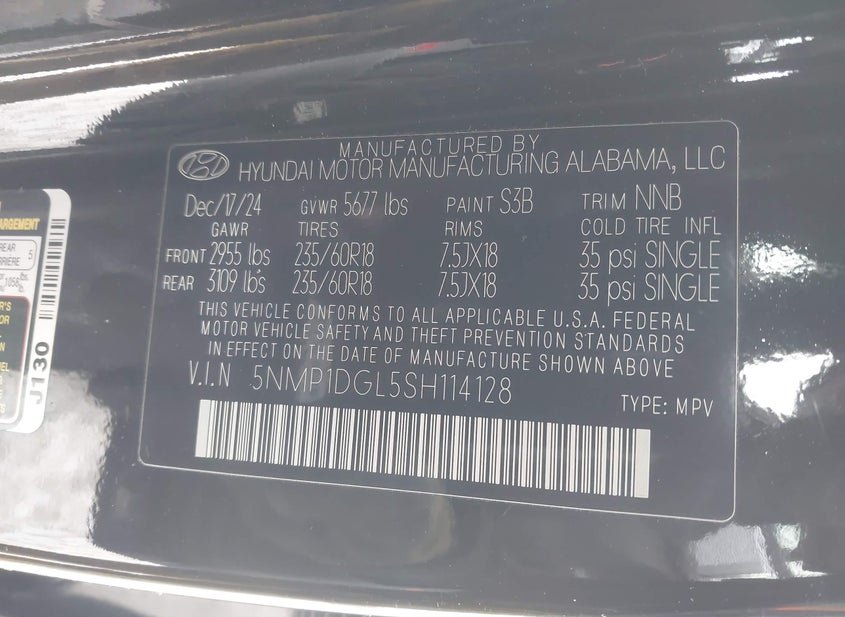 MANUFACTURED BY
HYUNDAI MOTOR MANUFACTURING ALABAMA, LLC
Dec/17/24 GVWR 5677 lbs PAINT S3B TRIM NNB
GAWR TIRES RIMS COLD TIRE INFL
FRONT 2955 lbs 235/60R18 7.5JX18 35 psi SINGLE
REAR 3109 lbs 235/60R18 7.5JX18 35 psi SINGLE
THIS VEHICLE CONFORMS TO ALL APPLICABLE U.S.A. FEDERAL
MOTOR VEHICLE SAFETY AND THEFT PREVENTION STANDARDS
IN EFFECT ON THE DATE OF MANUFACTURE SHOWN ABOVE
V.I.N 5NMP1DGL5SH114128
TYPE: MPV
REAR
5
J130